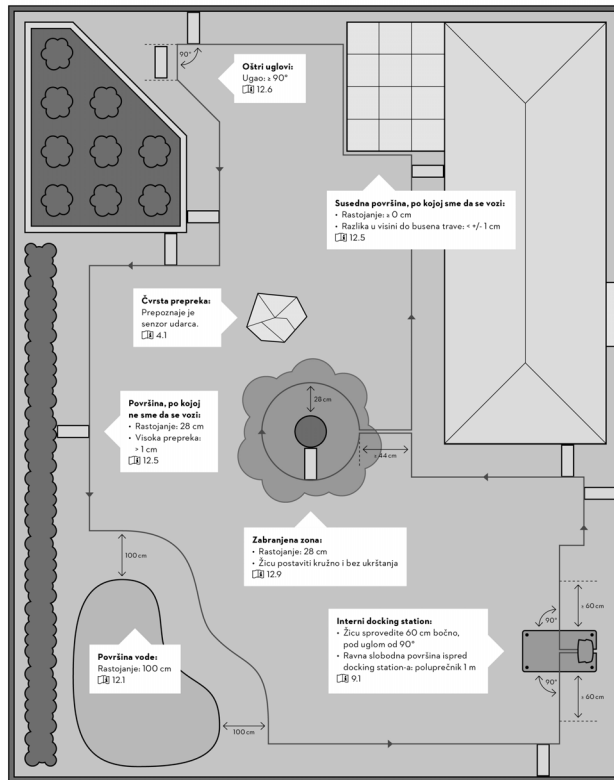 90°
Oštri uglovi:
Ugao: ≥ 90°
12.6
Susedna površina, po kojoj sme da se vozi:
• Rastojanje: ≥ 0 cm
• Razlika u visini do busena trave: < +/- 1 cm
12.5
Čvrsta prepreka:
Prepoznaje je
senzor udarca.
4.1
28 cm
Površina, po kojoj
ne sme da se vozi:
• Rastojanje: 28 cm
• Visoka prepreka:
> 1 cm
12.5
≥ 44 cm
Zabranjena zona:
• Rastojanje: 28 cm
• Žicu postaviti kružno i bez ukrštanja
12.9
100 cm
Interni docking station:
• Žicu sprovedite 60 cm bočno,
pod uglom od 90°
• Ravna slobodna površina ispred
docking station-a: poluprečnik 1 m
9.1
90°
≥ 60 cm
90°
≥ 60 cm
Površina vode:
Rastojanje: 100 cm
12.1
100 cm